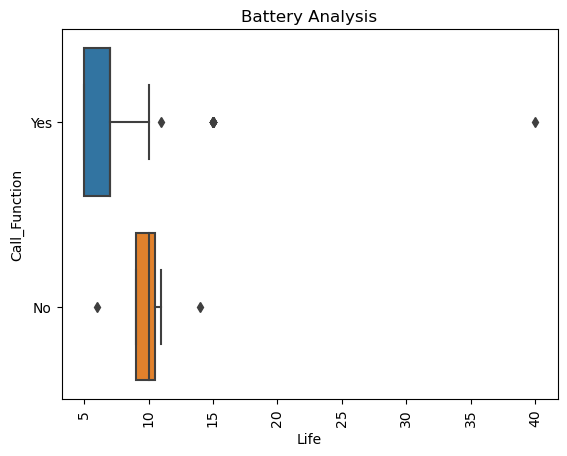 Battery Analysis
Call_Function
Yes
No
5 10 15 20 25 30 35 40
Life